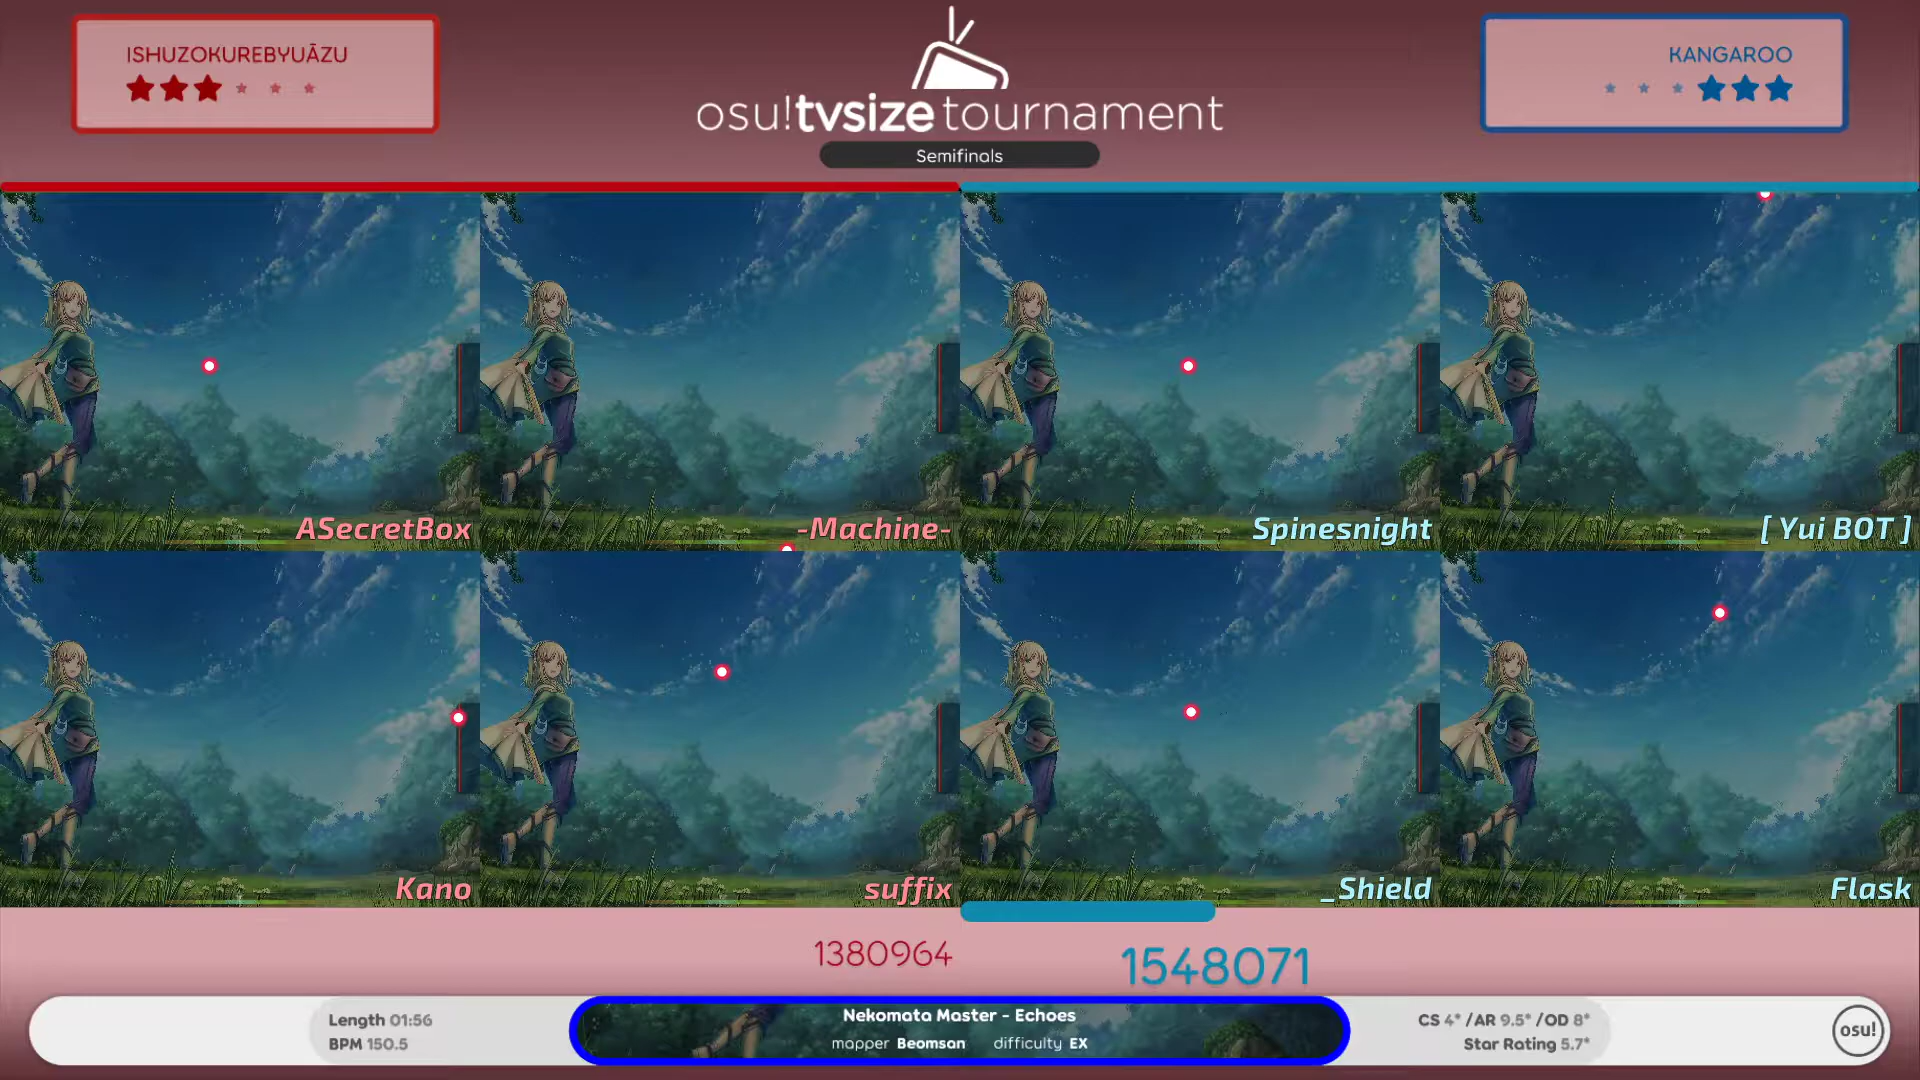 ISHUZOKUREBYUĀZU
KANGAROO
osu!tvsize tournament
Semifinals
ASecretBox
-Machine-
Spinesnight
[ Yui BOT ]
Kano
suffix
_Shield
Flask
1380964
1548071
Length 01:56
BPM 150.5
Nekomata Master - Echoes
mapper Beomsan difficulty EX
CS 4* /AR 9.5* /OD 8*
Star Rating 5.7*
osu!